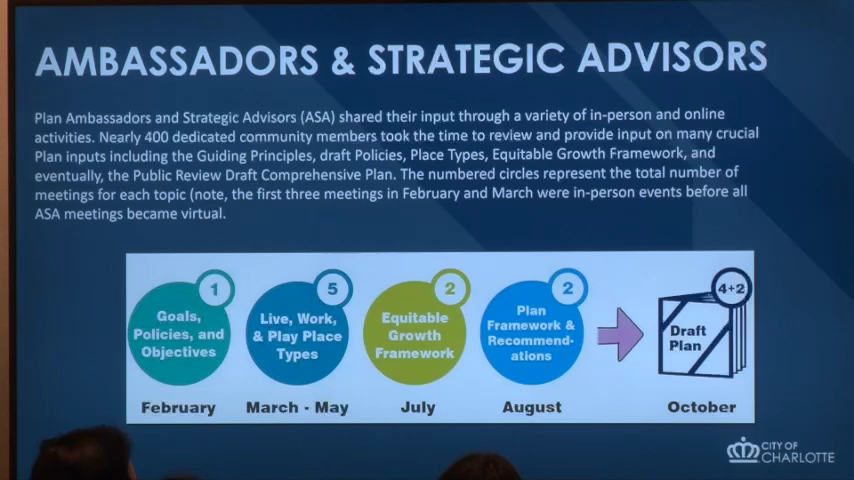 AMBASSADORS & STRATEGIC ADVISORS
Plan Ambassadors and Strategic Advisors (ASA) shared their input through a variety of in-person and online
activities. Nearly 400 dedicated community members took the time to review and provide input on many crucial
Plan inputs including the Guiding Principles, draft Policies, Place Types, Equitable Growth Framework, and
eventually, the Public Review Draft Comprehensive Plan. The numbered circles represent the total number of
meetings for each topic (note, the first three meetings in February and March were in-person events before all
ASA meetings became virtual.
1
Goals,
Policies, and
Objectives
February
5
Live, Work,
& Play Place
Types
March - May
2
Equitable
Growth
Framework
July
2
Plan
Framework &
Recommend-
ations
August
4+2
Draft
Plan
October
CITY OF
CHARLOTTE